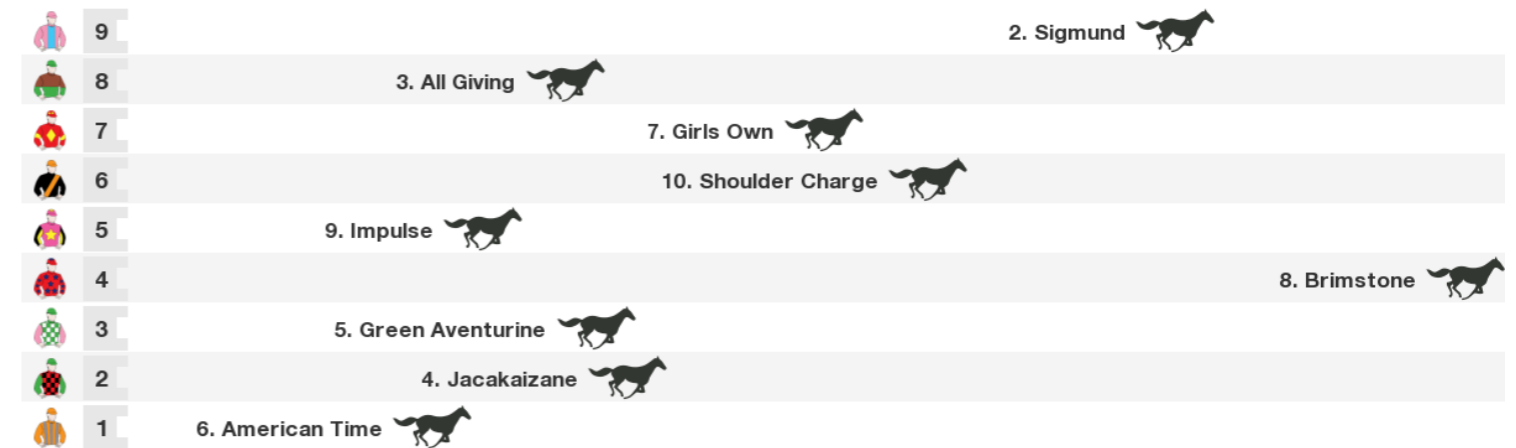 9 2. Sigmund
8 3. All Giving
7 7. Girls Own
6 10. Shoulder Charge
5 9. Impulse
4 8. Brimstone
3 5. Green Aventurine
2 4. Jacakaizane
1 6. American Time